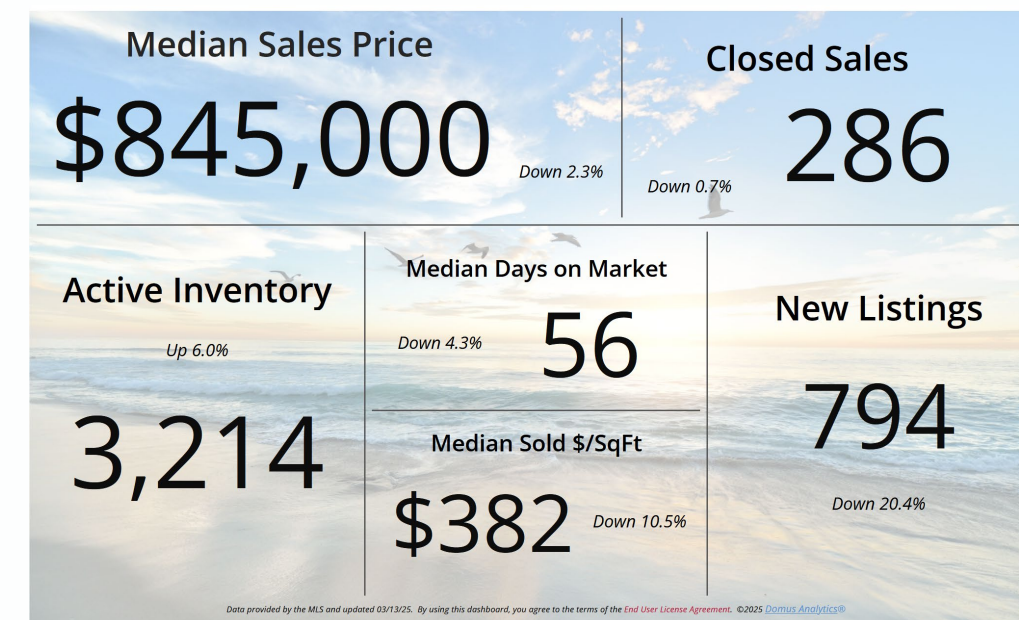 Median Sales Price
$845,000
Down 2.3%
Closed Sales
286
Down 0.7%
Active Inventory
Up 6.0%
3,214
Median Days on Market
Down 4.3%
56
Median Sold $/SqFt
$382
Down 10.5%
New Listings
794
Down 20.4%
Data provided by the MLS and updated 03/13/25. By using this dashboard, you agree to the terms of the End User License Agreement. ©2025 Domus Analytics®